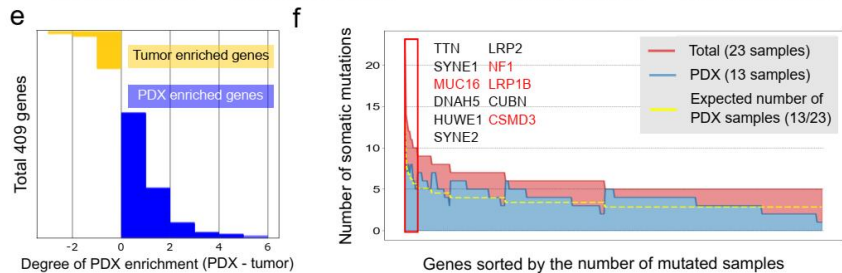 e
Total 409 genes
Tumor enriched genes
PDX enriched genes
-2 0 2 4 6
Degree of PDX enrichment (PDX - tumor)
f
Number of somatic mutations
20
15
10
5
0
TTN LRP2
SYNE1 NF1
MUC16 LRP1B
DNAH5 CUBN
HUWE1 CSMD3
SYNE2
Total (23 samples)
PDX (13 samples)
Expected number of
PDX samples (13/23)
Genes sorted by the number of mutated samples